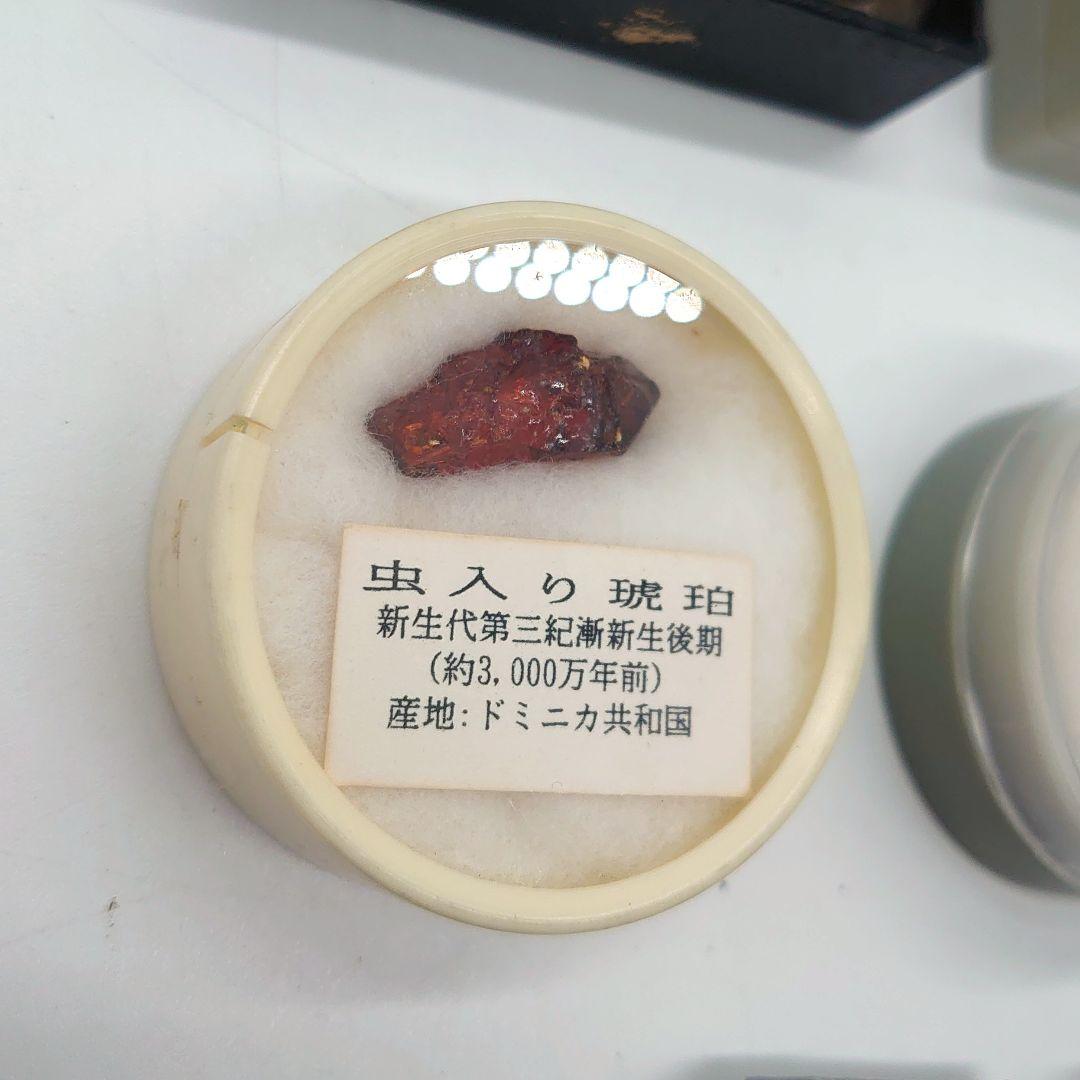 虫入り琥珀
新生代第三紀漸新生後期
(約3,000万年前)
産地:ドミニカ共和国